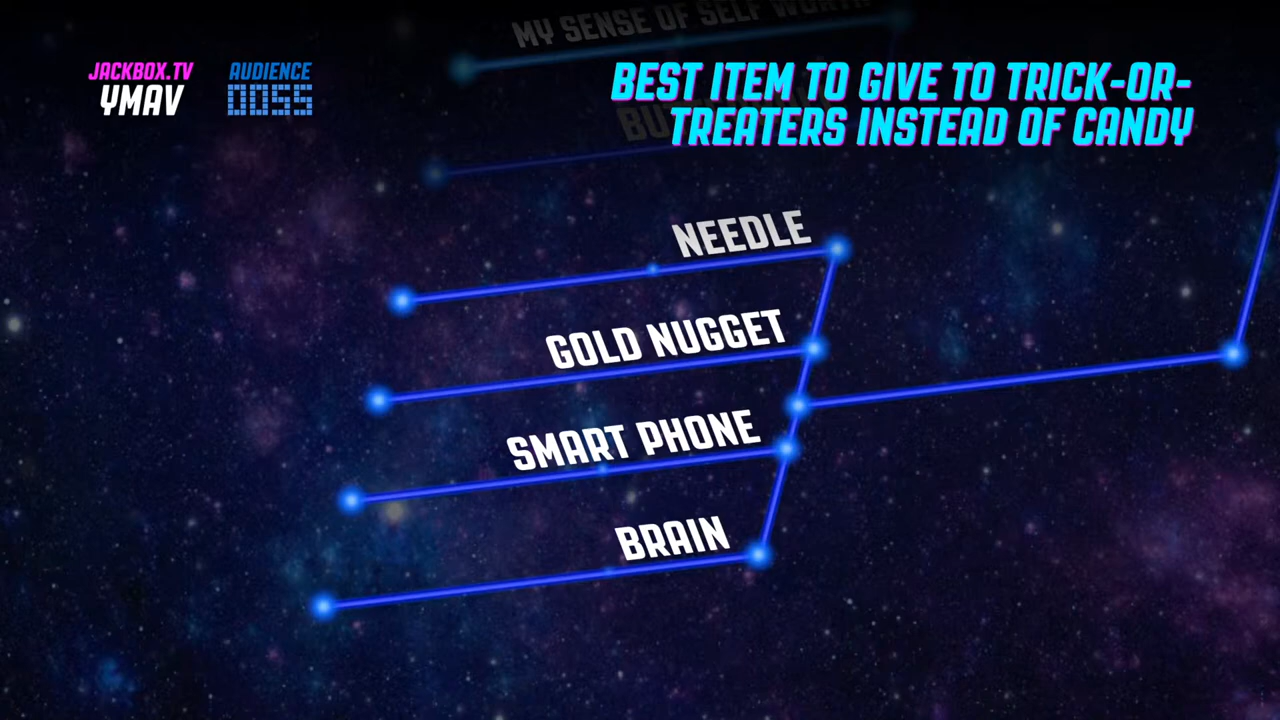 MY SENSE OF SELF WORTH
JACKBOX.TV
YMAV
AUDIENCE
0055
BEST ITEM TO GIVE TO TRICK-OR-
TREATERS INSTEAD OF CANDY
NEEDLE
GOLD NUGGET
SMART PHONE
BRAIN